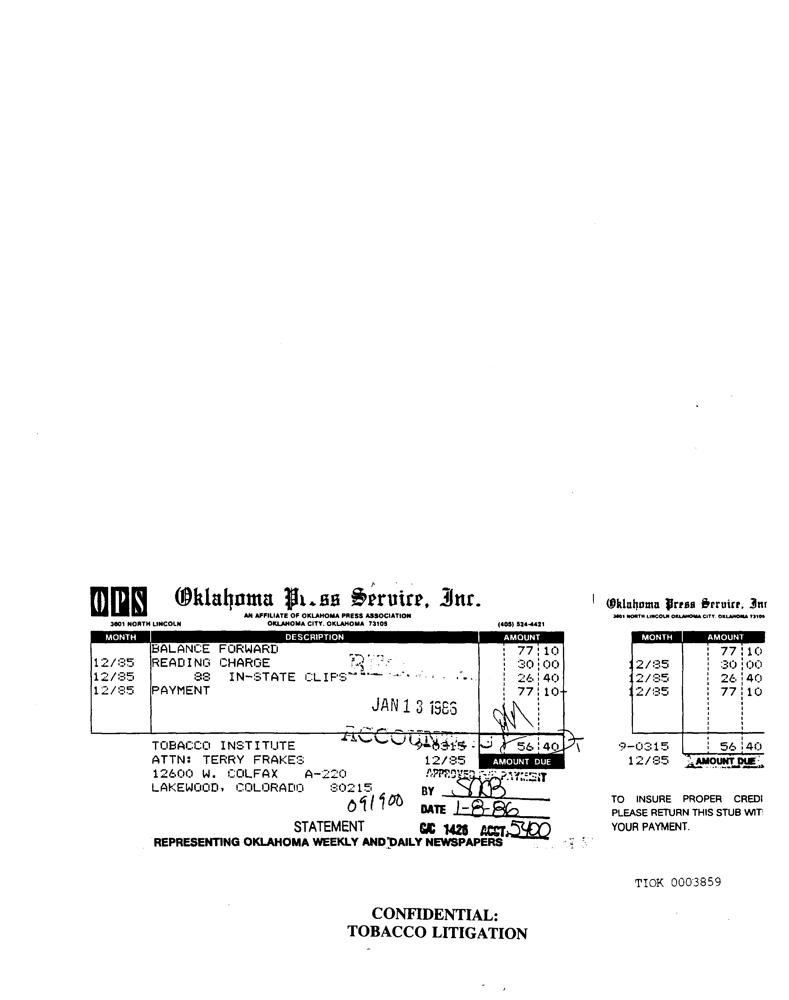 OPS Oklahoma Press Service, Inc.
AN AFFILIATE OF OKLAHOMA PRESS ASSOCIATION
3601 NORTH LINCOLN OKLAHOMA CITY, OKLAHOMA 73105 (405) 524-4421
MONTH DESCRIPTION AMOUNT
BALANCE FORWARD 77 10
12/85 READING CHARGE 30 00
12/85 88 IN-STATE CLIPS 26 40
12/85 PAYMENT 77 10-
JAN 13 1986
TOBACCO INSTITUTE 9-0315 56 40
ATTN: TERRY FRAKES 12/85 AMOUNT DUE
12600 W. COLFAX A-220 APPROVED FOR PAYMENT
LAKEWOOD, COLORADO 80215 BY
091900 DATE 1-8-86
STATEMENT C/C 1426 ACCT. 5400
REPRESENTING OKLAHOMA WEEKLY AND DAILY NEWSPAPERS
Oklahoma Press Service, Inc
3601 NORTH LINCOLN OKLAHOMA CITY, OKLAHOMA 73105
MONTH AMOUNT
77 10
12/85 30 00
12/85 26 40
12/85 77 10
9-0315 56 40
12/85 AMOUNT DUE
TO INSURE PROPER CREDI
PLEASE RETURN THIS STUB WIT
YOUR PAYMENT.
TIOK 0003859
CONFIDENTIAL:
TOBACCO LITIGATION